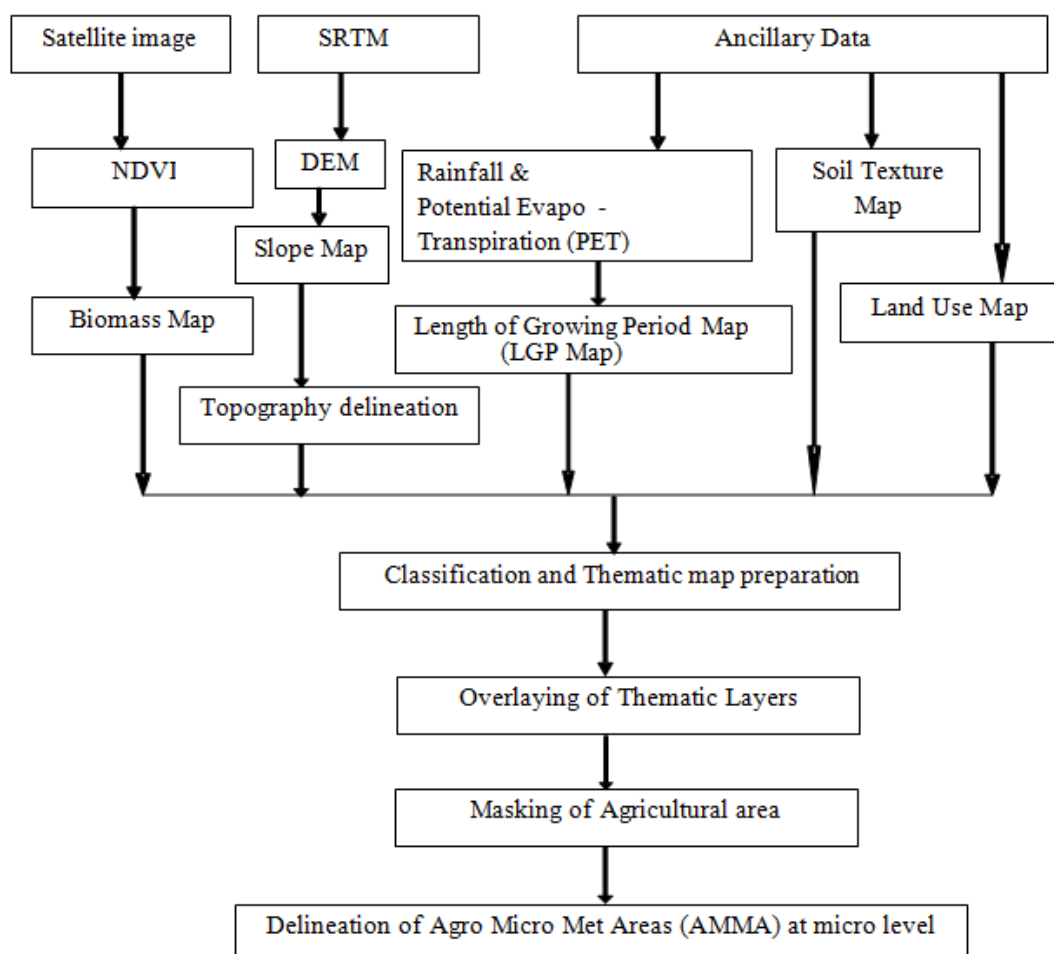 Satellite image
SRTM
Ancillary Data
NDVI
DEM
Rainfall &
Potential Evapo -
Transpiration (PET)
Soil Texture
Map
Slope Map
Biomass Map
Length of Growing Period Map
(LGP Map)
Land Use Map
Topography delineation
Classification and Thematic map preparation
Overlaying of Thematic Layers
Masking of Agricultural area
Delineation of Agro Micro Met Areas (AMMA) at micro level